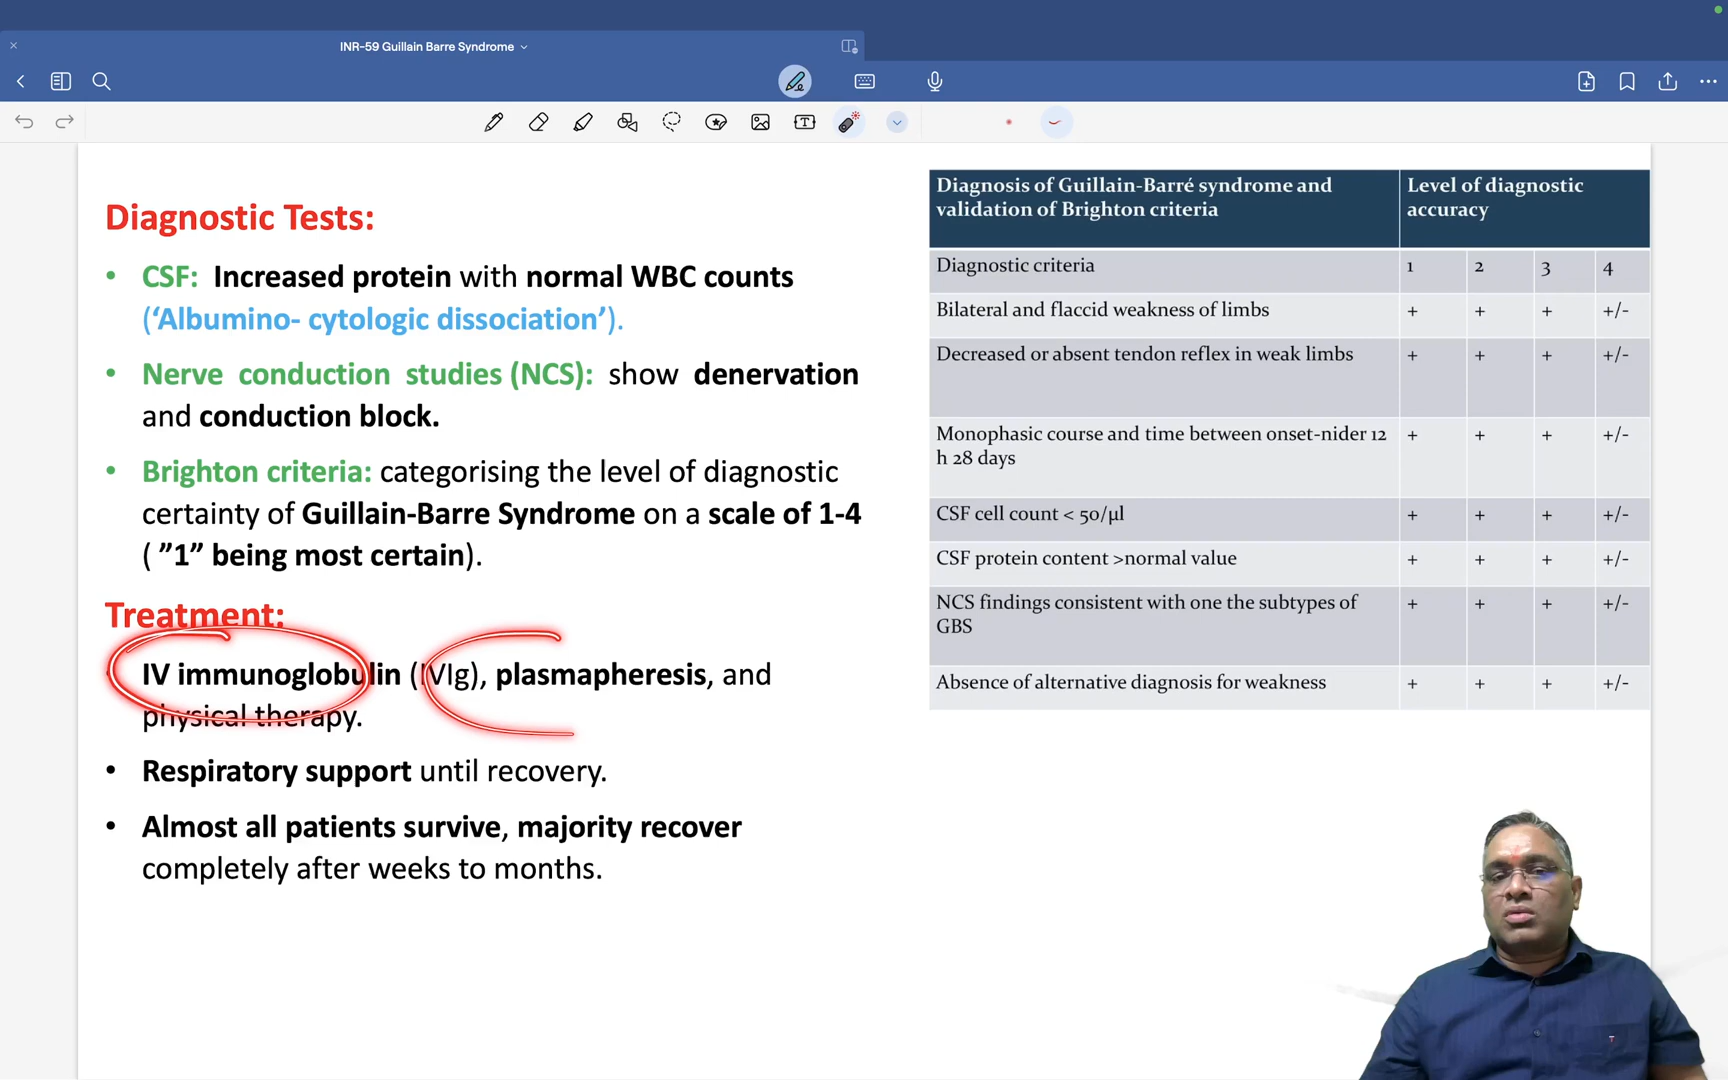 INR-59 Guillain Barre Syndrome
Diagnostic Tests:
• CSF: Increased protein with normal WBC counts
(‘Albumino- cytologic dissociation’).
• Nerve conduction studies (NCS): show denervation
and conduction block.
• Brighton criteria: categorising the level of diagnostic
certainty of Guillain-Barre Syndrome on a scale of 1-4
( ”1” being most certain).
Treatment:
IV immunoglobulin (IVIg), plasmapheresis, and
physical therapy.
• Respiratory support until recovery.
• Almost all patients survive, majority recover
completely after weeks to months.
Diagnosis of Guillain-Barré syndrome and Level of diagnostic
validation of Brighton criteria accuracy
Diagnostic criteria 1 2 3 4
Bilateral and flaccid weakness of limbs + + + +/-
Decreased or absent tendon reflex in weak limbs + + + +/-
Monophasic course and time between onset-nider 12 + + + +/-
h 28 days
CSF cell count < 50/µl + + + +/-
CSF protein content >normal value + + + +/-
NCS findings consistent with one the subtypes of + + + +/-
GBS
Absence of alternative diagnosis for weakness + + + +/-